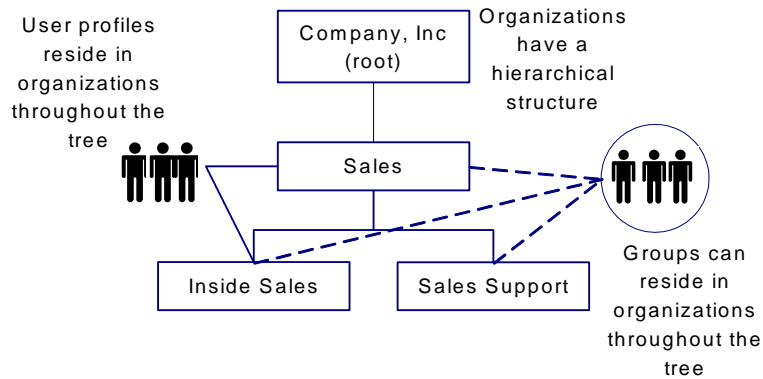 User profiles
reside in
organizations
throughout the
tree
Company, Inc
(root)
Organizations
have a
hierarchical
structure
Sales
Inside Sales
Sales Support
Groups can
reside in
organizations
throughout the
tree